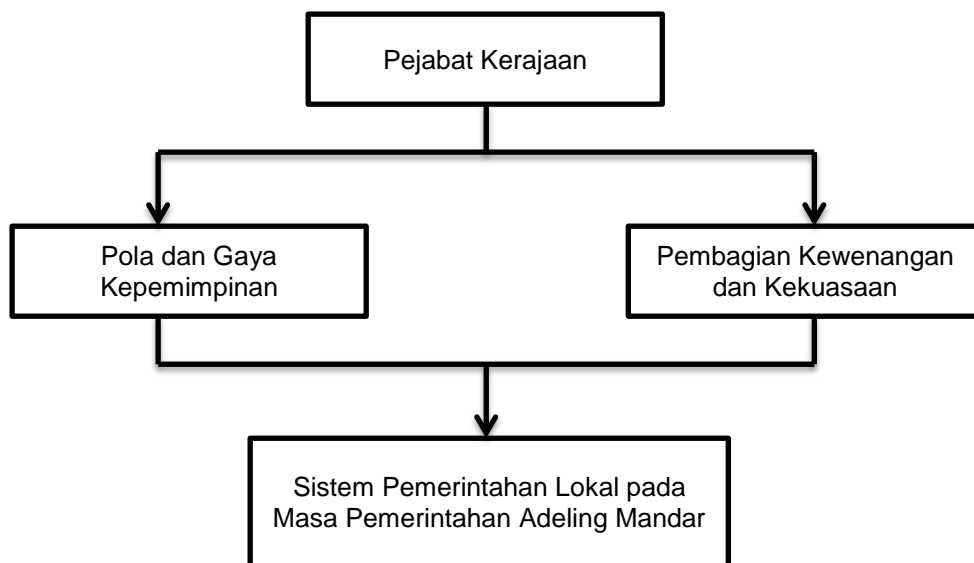 Pejabat Kerajaan
Pola dan Gaya
Kepemimpinan
Pembagian Kewenangan
dan Kekuasaan
Sistem Pemerintahan Lokal pada
Masa Pemerintahan Adeling Mandar